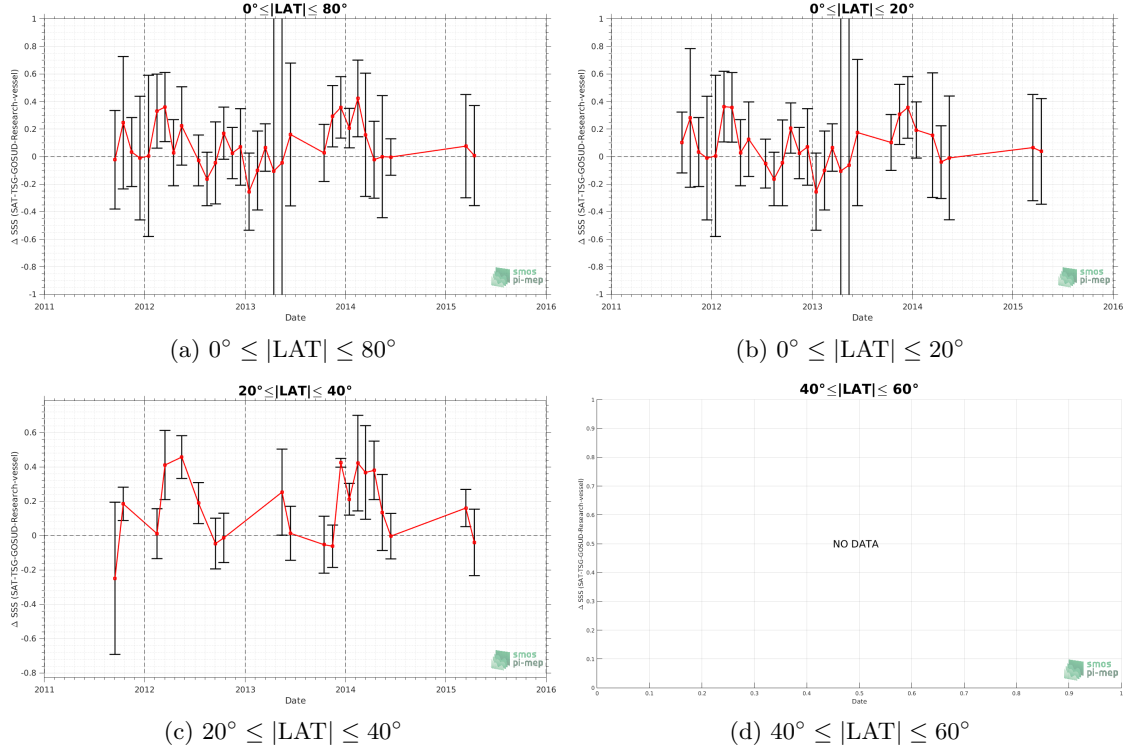 0°≤|LAT|≤ 80°
Δ SSS (SAT-TSG-GOSUD-Research-vessel)
1
0.8
0.6
0.4
0.2
0
-0.2
-0.4
-0.6
-0.8
-1
2011 2012 2013 2014 2015 2016
Date
smos
pi-mep
(a) 0° ≤ |LAT| ≤ 80°
0°≤|LAT|≤ 20°
Δ SSS (SAT-TSG-GOSUD-Research-vessel)
1
0.8
0.6
0.4
0.2
0
-0.2
-0.4
-0.6
-0.8
-1
2011 2012 2013 2014 2015 2016
Date
smos
pi-mep
(b) 0° ≤ |LAT| ≤ 20°
20°≤|LAT|≤ 40°
Δ SSS (SAT-TSG-GOSUD-Research-vessel)
0.6
0.4
0.2
0
-0.2
-0.4
-0.6
-0.8
2011 2012 2013 2014 2015 2016
Date
smos
pi-mep
(c) 20° ≤ |LAT| ≤ 40°
40°≤|LAT|≤ 60°
Δ SSS (SAT-TSG-GOSUD-Research-vessel)
1
0.9
0.8
0.7
0.6
0.5
0.4
0.3
0.2
0.1
0
NO DATA
0 0.1 0.2 0.3 0.4 0.5 0.6 0.7 0.8 0.9 1
Date
smos
pi-mep
(d) 40° ≤ |LAT| ≤ 60°